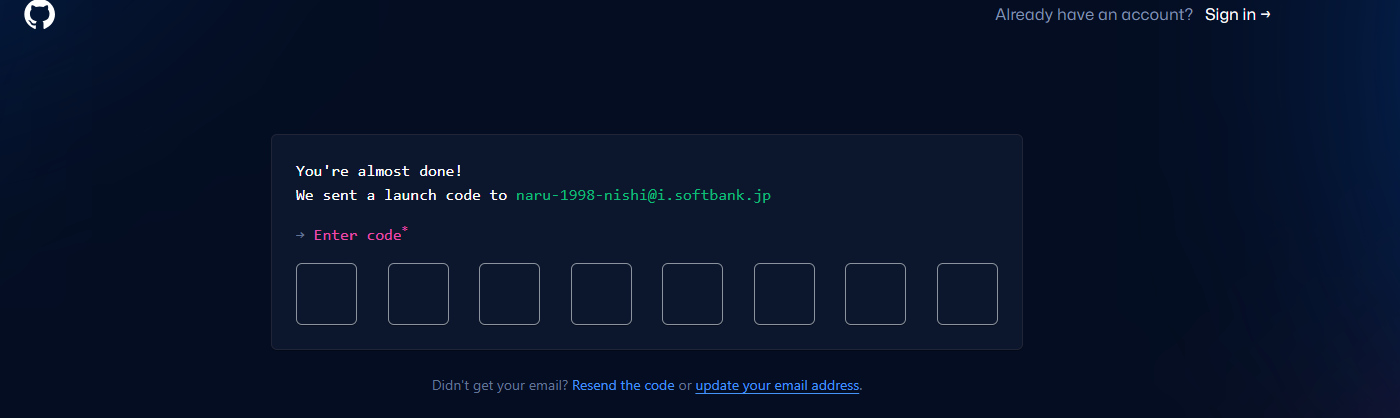 Already have an account? Sign in →
You're almost done!
We sent a launch code to naru-1998-nishi@i.softbank.jp
→ Enter code*
Didn't get your email? Resend the code or update your email address.